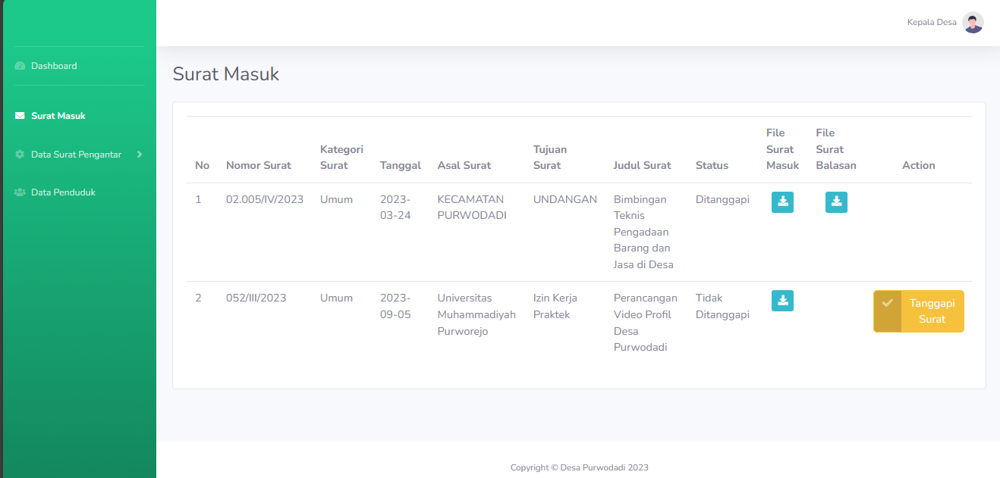 Kepala Desa
Dashboard
Surat Masuk
Data Surat Pengantar
Data Penduduk
Surat Masuk
No
Nomor Surat
Kategori
Surat
Tanggal
Asal Surat
Tujuan
Surat
Judul Surat
Status
File
Surat
Masuk
File
Surat
Balasan
Action
1
02.005/IV/2023
Umum
2023-
03-24
KECAMATAN
PURWODADI
UNDANGAN
Bimbingan
Teknis
Pengadaan
Barang dan
Jasa di Desa
Ditanggapi
2
052/III/2023
Umum
2023-
09-05
Universitas
Muhammadiyah
Purworejo
Izin Kerja
Praktek
Perancangan
Video Profil
Desa
Purwodadi
Tidak
Ditanggapi
Tanggapi
Surat
Copyright © Desa Purwodadi 2023